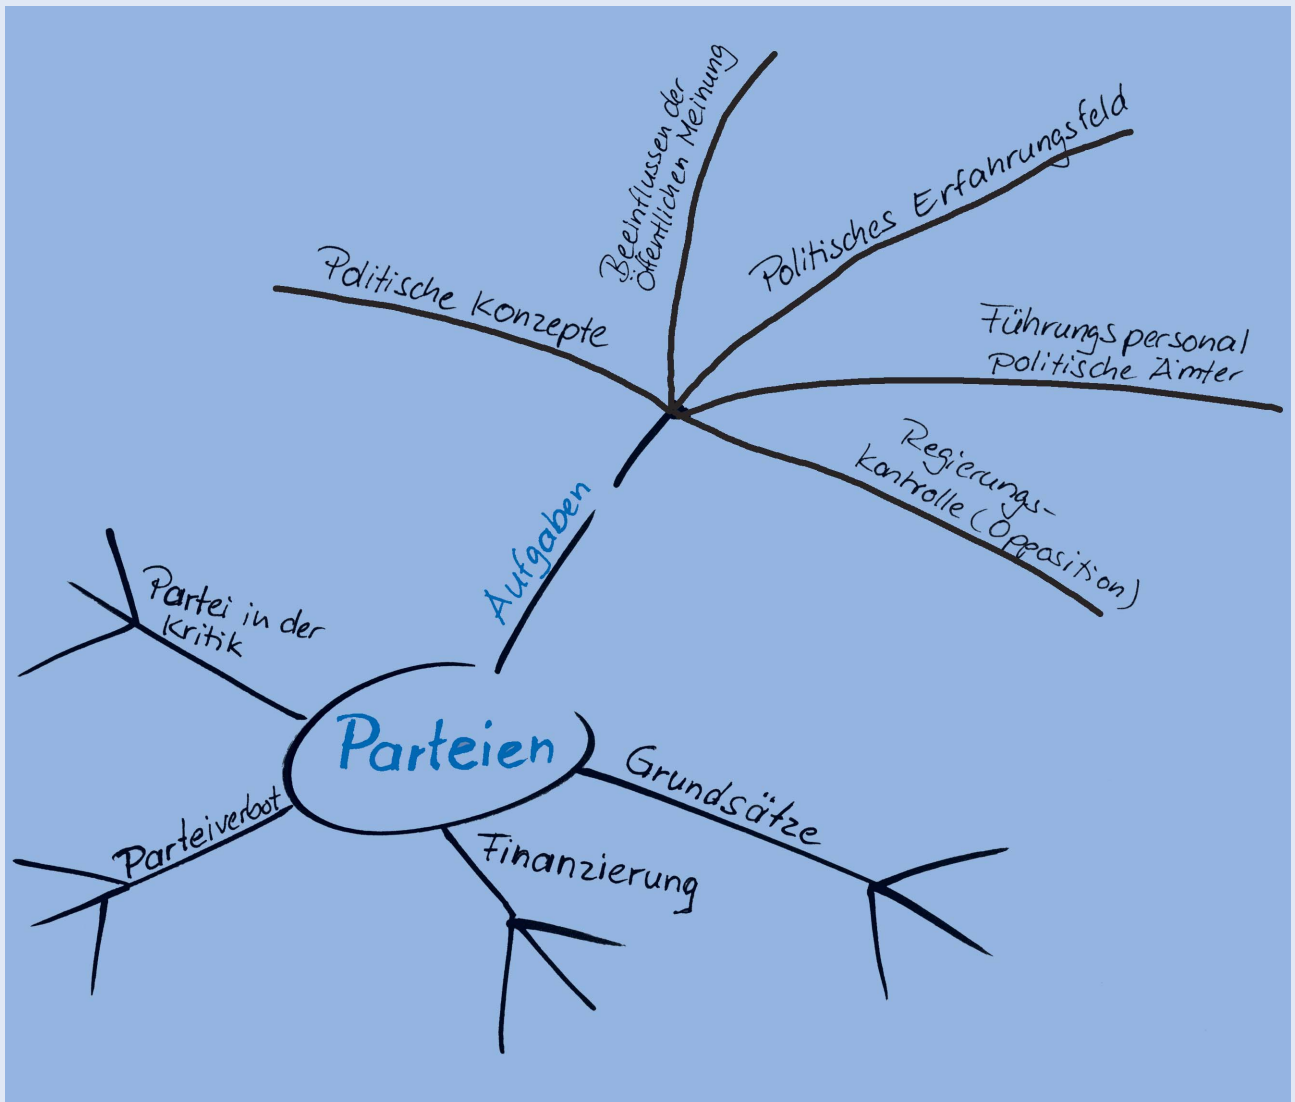 Beeinflussen der
öffentlichen Meinung
Politisches Erfahrungsfeld
Politische Konzepte
Führungspersonal
politische Ämter
Regierungs-
kontrolle (Opposition)
Aufgaben
Partei in der
Kritik
Parteien
Grundsätze
Parteiverbot
Finanzierung